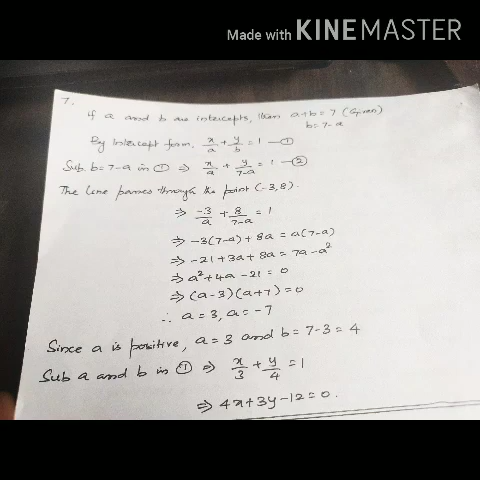 Made with KINEMASTER
7.
If a and b are intercepts, then a+b = 7 (Given)
b = 7-a
By Intercept form, x/a + y/b = 1 —①
Sub. b = 7-a in ① ⇒ x/a + y/7-a = 1 —②
The line passes through the point (-3,8).
⇒ -3/a + 8/7-a = 1
⇒ -3(7-a) + 8a = a(7-a)
⇒ -21 + 3a + 8a = 7a - a²
⇒ a² + 4a - 21 = 0
⇒ (a-3)(a+7) = 0
∴ a = 3, a = -7
Since a is positive, a = 3 and b = 7-3 = 4
Sub a and b in ① ⇒ x/3 + y/4 = 1
⇒ 4x+3y-12 = 0.